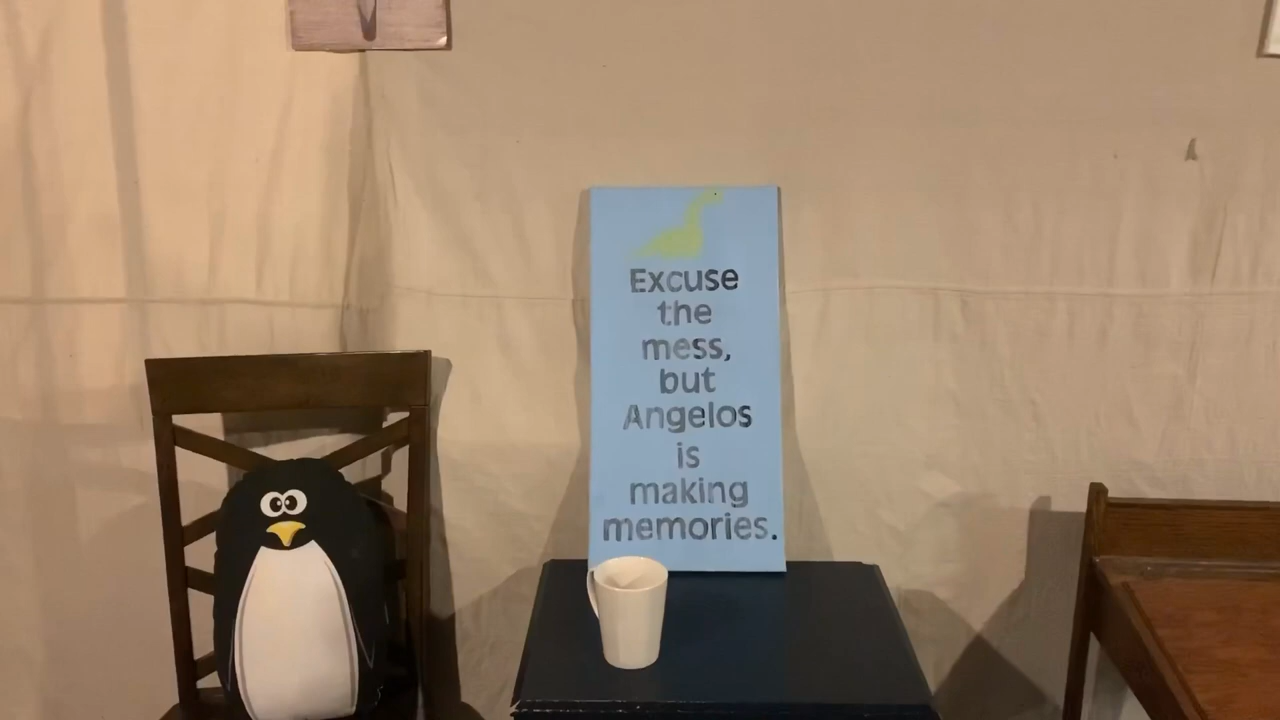 Excuse
the
mess,
but
Angelos
is
making
memories.